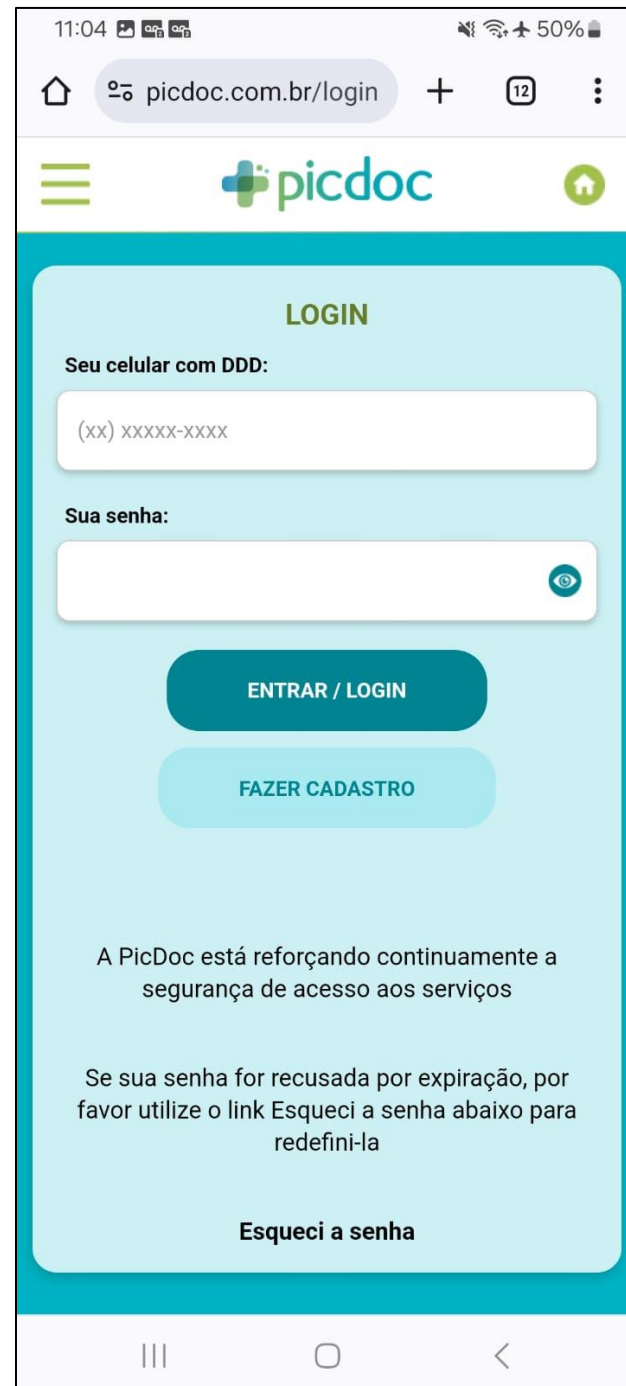 11:04 50%
picdoc.com.br/login 12
picdoc
LOGIN
Seu celular com DDD:
(xx) xxxxx-xxxx
Sua senha:
ENTRAR / LOGIN
FAZER CADASTRO
A PicDoc está reforçando continuamente a
segurança de acesso aos serviços
Se sua senha for recusada por expiração, por
favor utilize o link Esqueci a senha abaixo para
redefini-la
Esqueci a senha